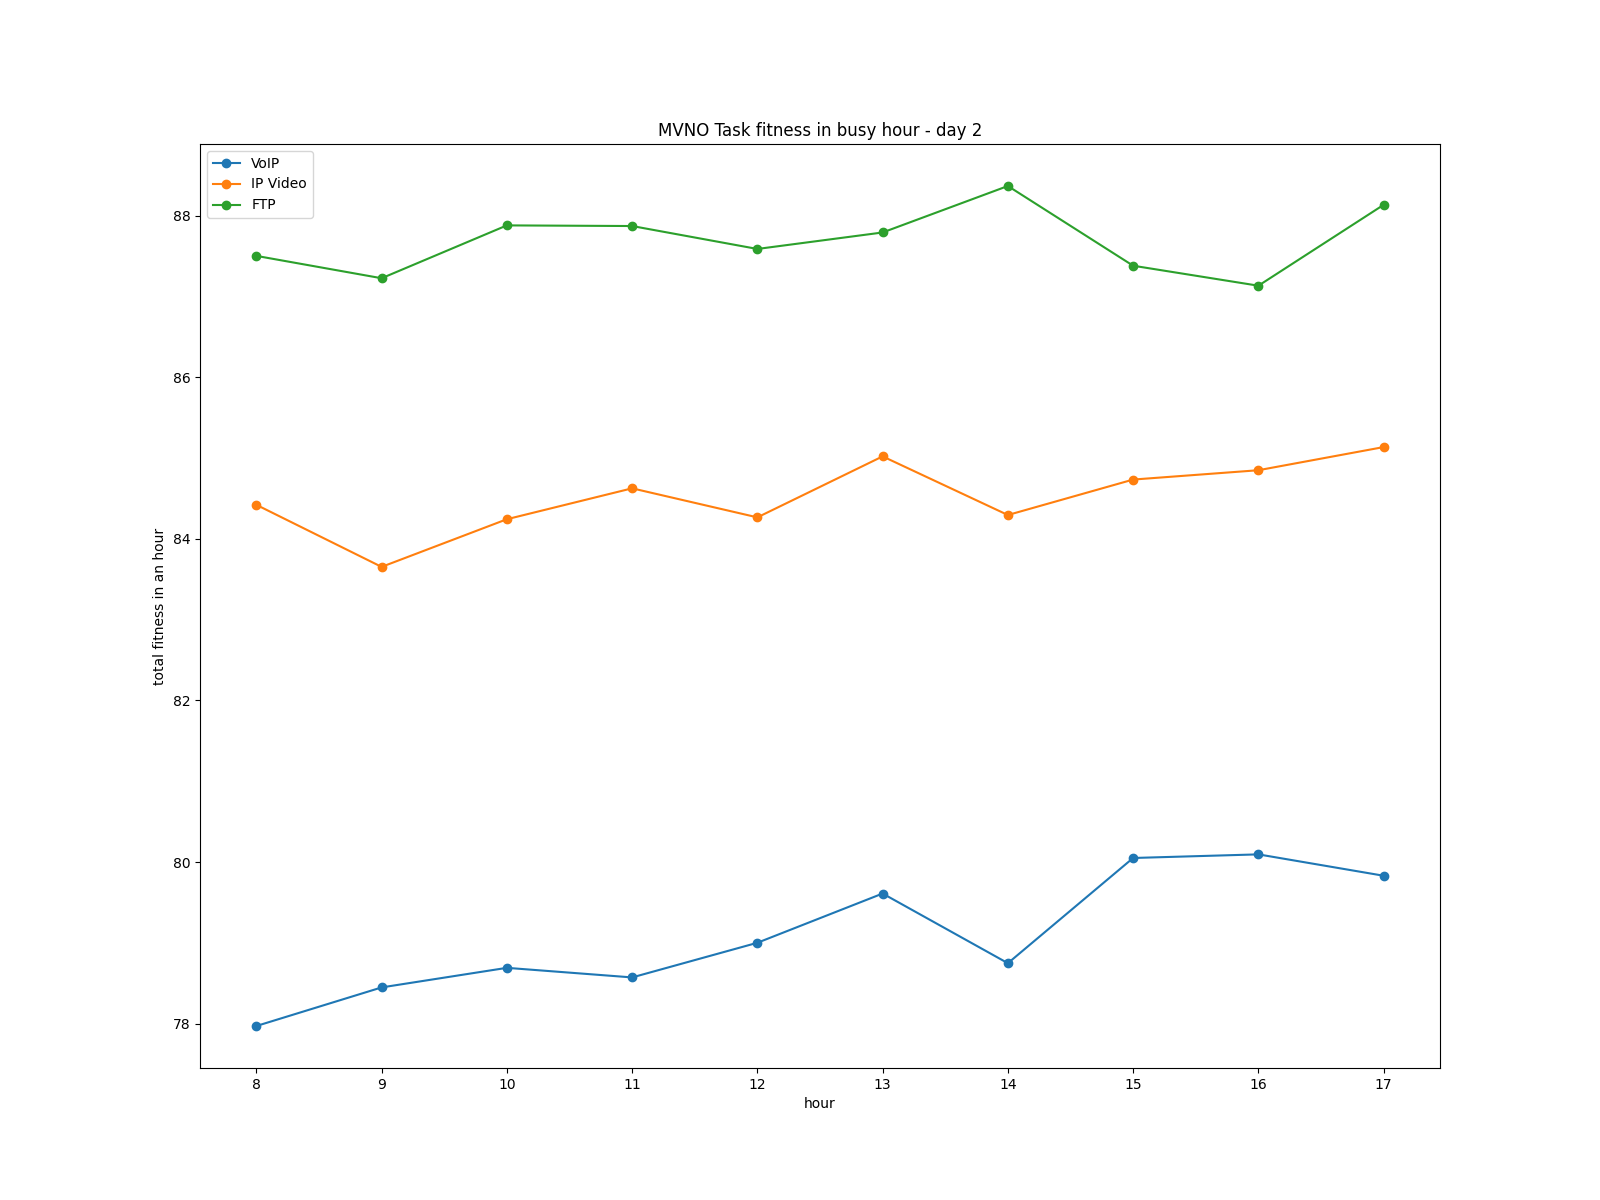 MVNO Task fitness in busy hour - day 2
VoIP
IP Video
FTP
88
86
84
82
80
78
total fitness in an hour
8 9 10 11 12 13 14 15 16 17
hour